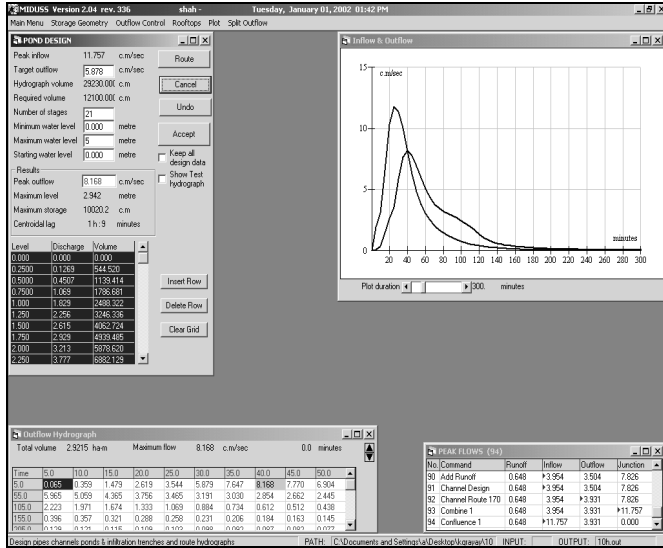 MIDUSS Version 2.04 rev. 336 shah - Tuesday, January 01, 2002 01:42 PM
Main Menu Storage Geometry Outflow Control Rooftops Plot Split Outflow
POND DESIGN
Peak inflow 11.757 c.m/sec
Target outflow 5.878 c.m/sec
Hydrograph volume 29230.000 c.m
Required volume 12100.000 c.m
Number of stages 21
Minimum water level 0.000 metre
Maximum water level 5 metre
Starting water level 0.000 metre
Results
Peak outflow 8.168 c.m/sec
Maximum level 2.942 metre
Maximum storage 10020.2 c.m
Centroidal lag 1 h : 9 minutes
Route
Cancel
Undo
Accept
Keep all
design data
Show Test
hydrograph
Level Discharge Volume
0.000 0.000 0.000
0.2500 0.1269 544.520
0.5000 0.4507 1139.414
0.7500 1.069 1786.681
1.000 1.829 2488.322
1.250 2.256 3246.336
1.500 2.615 4062.724
1.750 2.929 4939.485
2.000 3.213 5878.620
2.250 3.777 6882.129
Insert Row
Delete Row
Clear Grid
Inflow & Outflow
c.m/sec
15
10
5
minutes
20 40 60 80 100 120 140 160 180 200 220 240 260 280 300
Plot duration 300. minutes
Outflow Hydrograph
Total volume 2.9215 ha-m Maximum flow 8.168 c.m/sec 0.0 minutes
Time 5.0 10.0 15.0 20.0 25.0 30.0 35.0 40.0 45.0 50.0
5.0 0.065 0.359 1.479 2.619 3.544 5.879 7.647 8.168 7.770 6.904
55.0 5.965 5.059 4.365 3.756 3.465 3.191 3.030 2.854 2.662 2.445
105.0 2.223 1.971 1.674 1.333 1.069 0.884 0.734 0.612 0.512 0.438
155.0 0.396 0.357 0.321 0.288 0.258 0.231 0.206 0.184 0.163 0.145
PEAK FLOWS (94)
No. Command Runoff Inflow Outflow Junction
90 Add Runoff 0.648 3.954 3.504 7.826
91 Channel Design 0.648 3.954 3.504 7.826
92 Channel Route 170 0.648 3.954 3.931 7.826
93 Combine 1 0.648 3.954 3.931 11.757
94 Confluence 1 0.648 11.757 3.931 0.000
Design pipes channels ponds & infiltration trenches and route hydrographs PATH: C:\Documents and Settings\a\Desktop\kgrayar\10 INPUT: OUTPUT: 10h.out